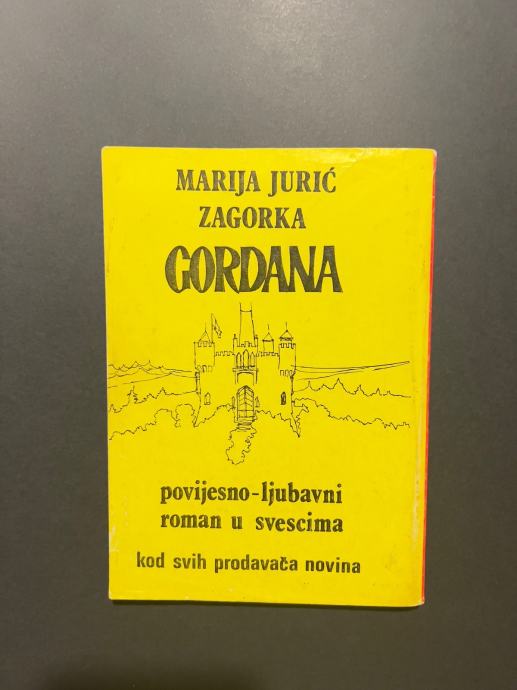 MARIJA JURIĆ
ZAGORKA
GORDANA
povijesno-ljubavni
roman u svescima
kod svih prodavača novina